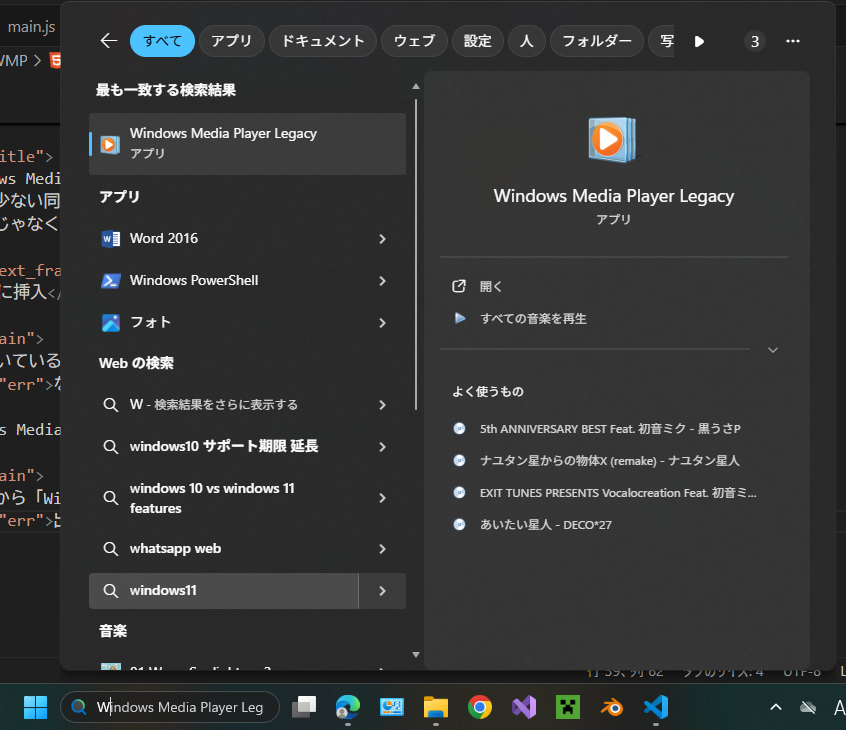 main.js
WMP
すべて
アプリ
ドキュメント
ウェブ
設定
人
フォルダー
写
3
最も一致する検索結果
Windows Media Player Legacy
アプリ
アプリ
Word 2016
Windows PowerShell
フォト
Web の検索
W - 検索結果をさらに表示する
windows10 サポート期限 延長
windows 10 vs windows 11
features
whatsapp web
windows11
音楽
Windows Media Player Legacy
アプリ
開く
すべての音楽を再生
よく使うもの
5th ANNIVERSARY BEST Feat. 初音ミク - 黒うさP
ナユタン星からの物体X (remake) - ナユタン星人
EXIT TUNES PRESENTS Vocalocreation Feat. 初音ミ...
あいたい星人 - DECO*27
itle">
ws Medi
少ない同
じゃなく
ext_fra
に挿入</
ain">
いている
"err">
s Media
ain">
から「Wi
"err">
行 39、列 62
タブのサイズ: 4
UTF-8
Windows Media Player Leg
A